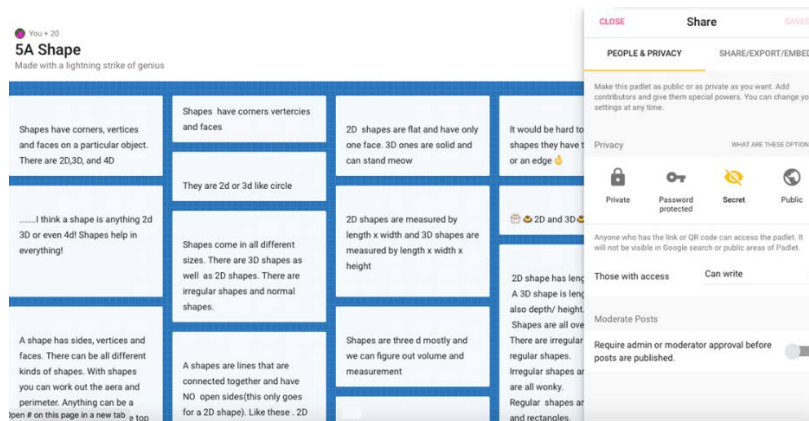 You + 20
5A Shape
Made with a lightning strike of genius
Shapes have corners, vertices
and faces on a particular object.
There are 2D,3D, and 4D
.......I think a shape is anything 2d
3D or even 4d! Shapes help in
everything!
A shape has sides, vertices and
faces. There can be all different
kinds of shapes. With shapes
you can work out the aera and
perimeter. Anything can be a
e top
Open # on this page in a new tab
Shapes have corners vertercies
and faces
They are 2d or 3d like circle
Shapes come in all different
sizes. There are 3D shapes as
well as 2D shapes. There are
irregular shapes and normal
shapes.
A shapes are lines that are
connected together and have
NO open sides(this only goes
for a 2D shape). Like these . 2D
2D shapes are flat and have only
one face. 3D ones are solid and
can stand meow
2D shapes are measured by
length x width and 3D shapes are
measured by length x width x
height
Shapes are three d mostly and
we can figure out volume and
measurement
It would be hard to
shapes they have t
or an edge 👌
2D and 3D
2D shape has leng
A 3D shape is leng
also depth/ height.
Shapes are all ove
There are irregular
regular shapes.
Irregular shapes ar
are all wonky.
Regular shapes ar
and rectangles.
CLOSE
Share
SAVED
PEOPLE & PRIVACY
SHARE/EXPORT/EMBED
Make this padlet as public or as private as you want. Add
contributors and give them special powers. You can change yo
settings at any time.
Privacy
WHAT ARE THESE OPTION
Private
Password
protected
Secret
Public
Anyone who has the link or QR code can access the padlet. It
will not be visible in Google search or public areas of Padlet.
Those with access
Can write
Moderate Posts
Require admin or moderator approval before
posts are published.